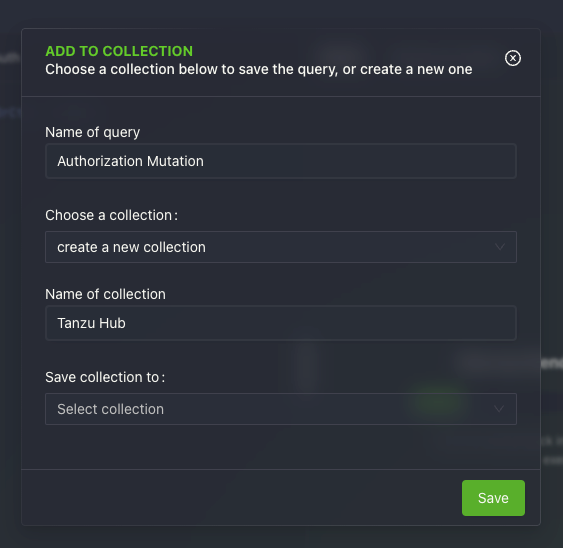 ADD TO COLLECTION
Choose a collection below to save the query, or create a new one
Name of query
Authorization Mutation
Choose a collection:
create a new collection
Name of collection
Tanzu Hub
Save collection to:
Select collection
Save